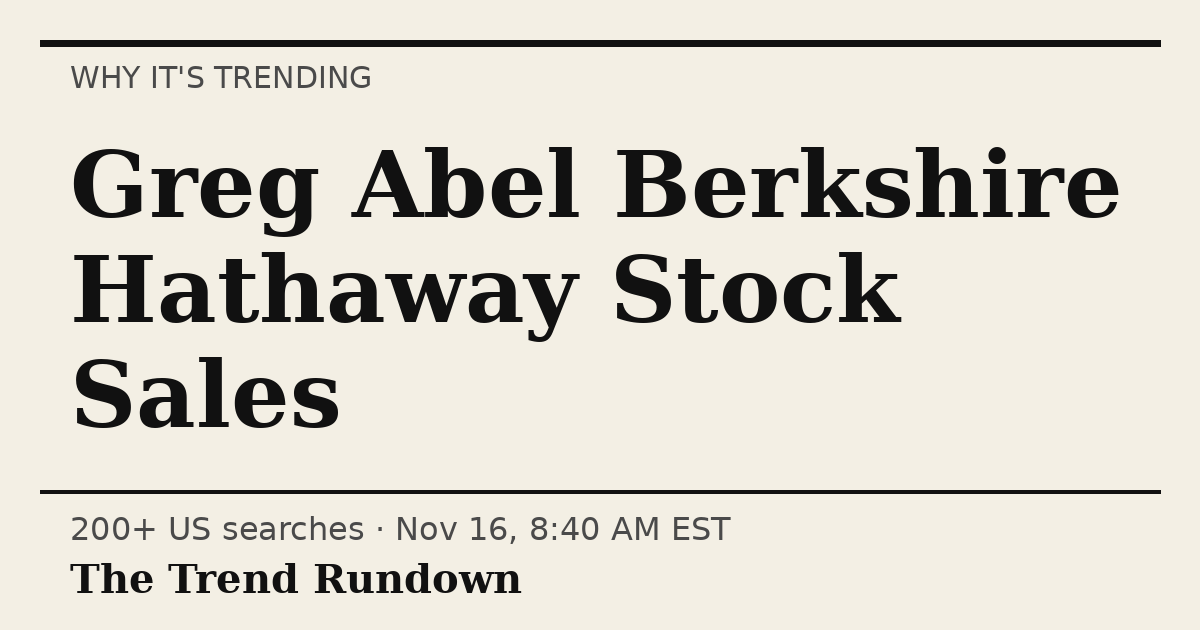 WHY IT'S TRENDING
Greg Abel Berkshire
Hathaway Stock
Sales
200+ US searches · Nov 16, 8:40 AM EST
The Trend Rundown